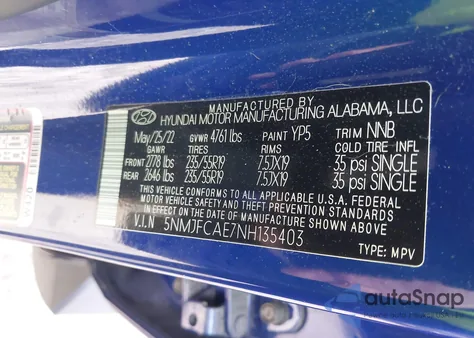 MANUFACTURED BY
HYUNDAI MOTOR MANUFACTURING ALABAMA, LLC
May/25/22 GVWR 4761 lbs PAINT YP5 TRIM NNB
GAWR TIRES RIMS COLD TIRE INFL
FRONT 2778 lbs 235/55R19 7.5JX19 35 psi SINGLE
REAR 2646 lbs 235/55R19 7.5JX19 35 psi SINGLE
THIS VEHICLE CONFORMS TO ALL APPLICABLE U.S.A. FEDERAL
MOTOR VEHICLE SAFETY AND THEFT PREVENTION STANDARDS
IN EFFECT ON THE DATE OF MANUFACTURE SHOWN ABOVE.
V.I.N 5NMJFCAE7NH135403
TYPE: MPV
autoSnap